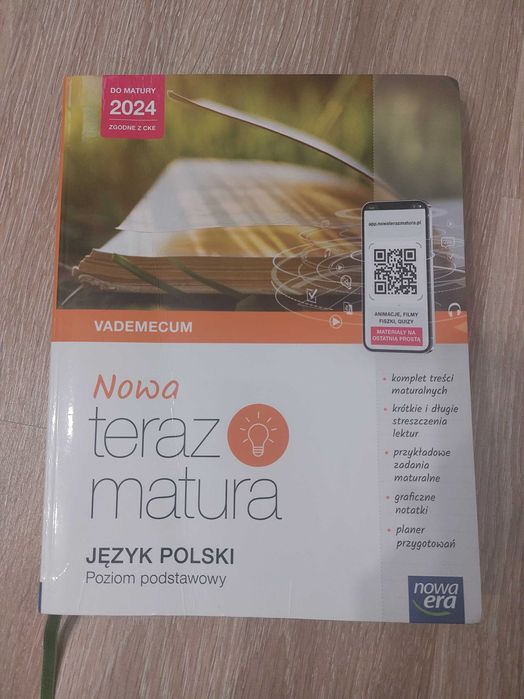 DO MATURY
2024
ZGODNE Z CKE
app.nowaterazmatura.pl
ANIMACJE, FILMY
FISZKI, QUIZY
MATERIAŁY NA
OSTATNIĄ PROSTĄ
VADEMECUM
Nowa
teraz
matura
JĘZYK POLSKI
Poziom podstawowy
• komplet treści
maturalnych
• krótkie i długie
streszczenia
lektur
• przykładowe
zadania
maturalne
• graficzne
notatki
• planer
przygotowań
nowa
era